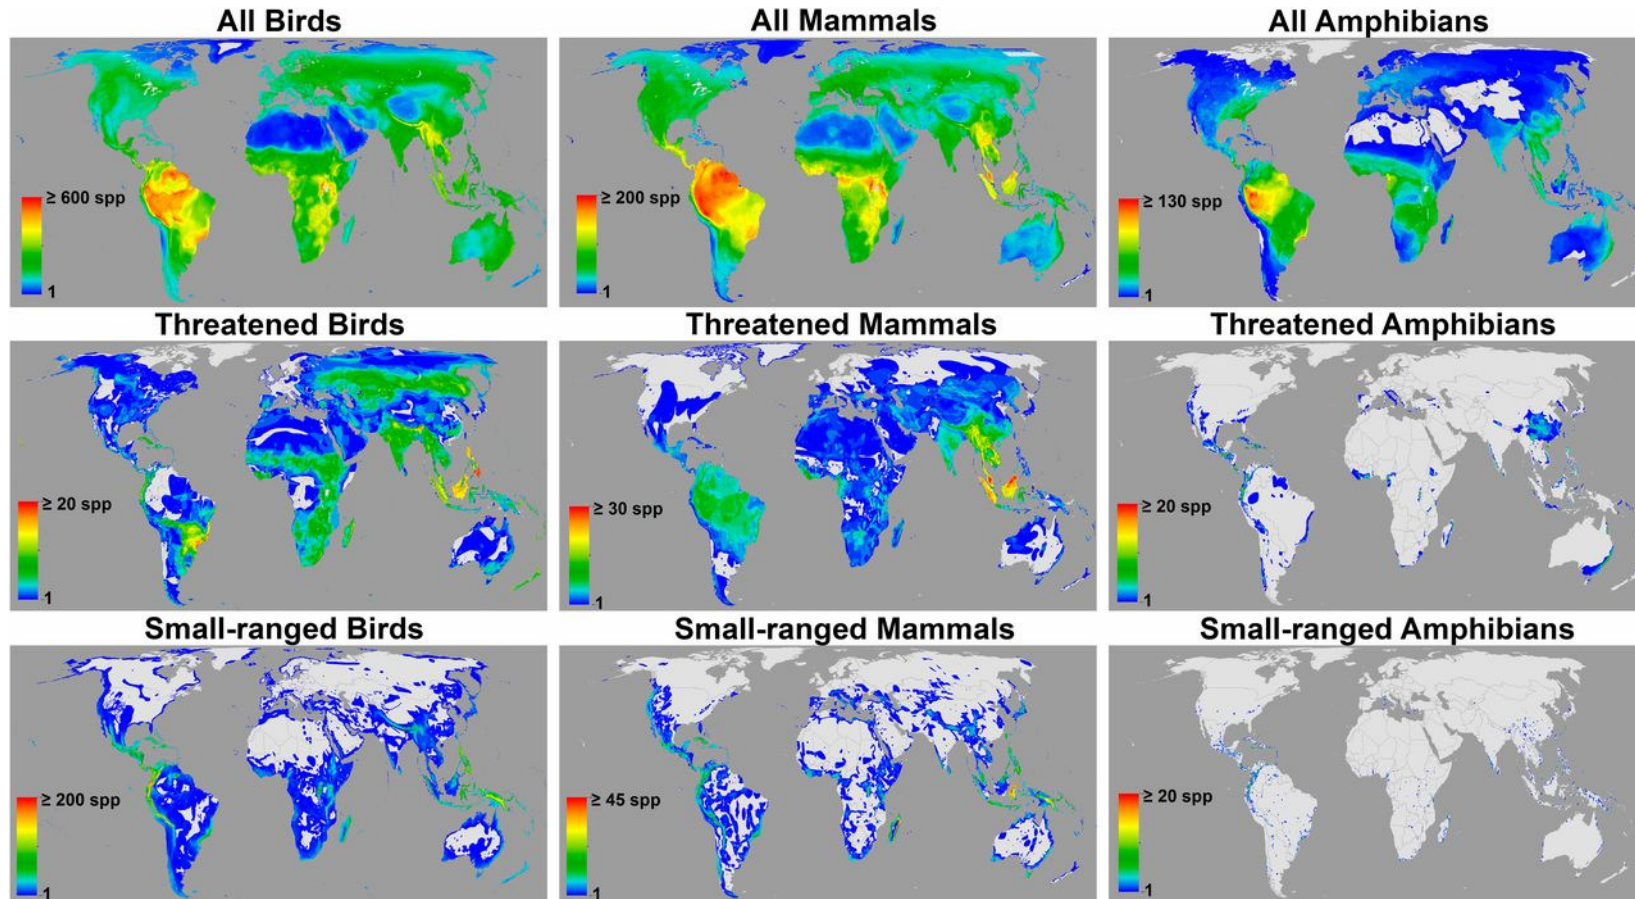 All Birds
All Mammals
All Amphibians
≥ 600 spp
1
≥ 200 spp
1
≥ 130 spp
1
Threatened Birds
Threatened Mammals
Threatened Amphibians
≥ 20 spp
1
≥ 30 spp
1
≥ 20 spp
1
Small-ranged Birds
Small-ranged Mammals
Small-ranged Amphibians
≥ 200 spp
1
≥ 45 spp
1
≥ 20 spp
1